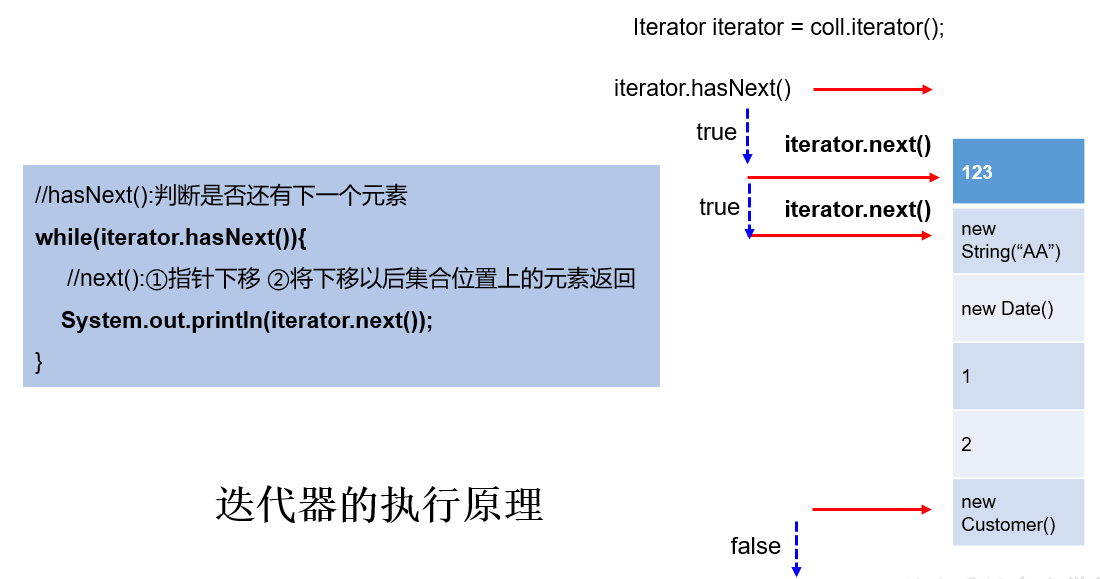 Iterator iterator = coll.iterator();
iterator.hasNext()
true
iterator.next()
true
iterator.next()
//hasNext():判断是否还有下一个元素
while(iterator.hasNext()){
//next():①指针下移 ②将下移以后集合位置上的元素返回
System.out.println(iterator.next());
}
123
new
String(“AA”)
new Date()
1
2
new
Customer()
迭代器的执行原理
false